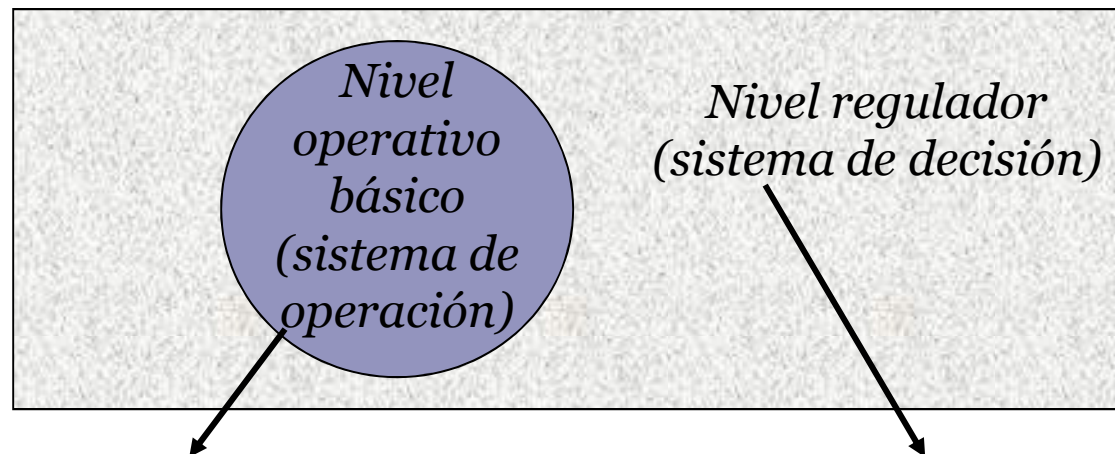 Nivel
operativo
básico
(sistema de
operación)
Nivel regulador
(sistema de decisión)